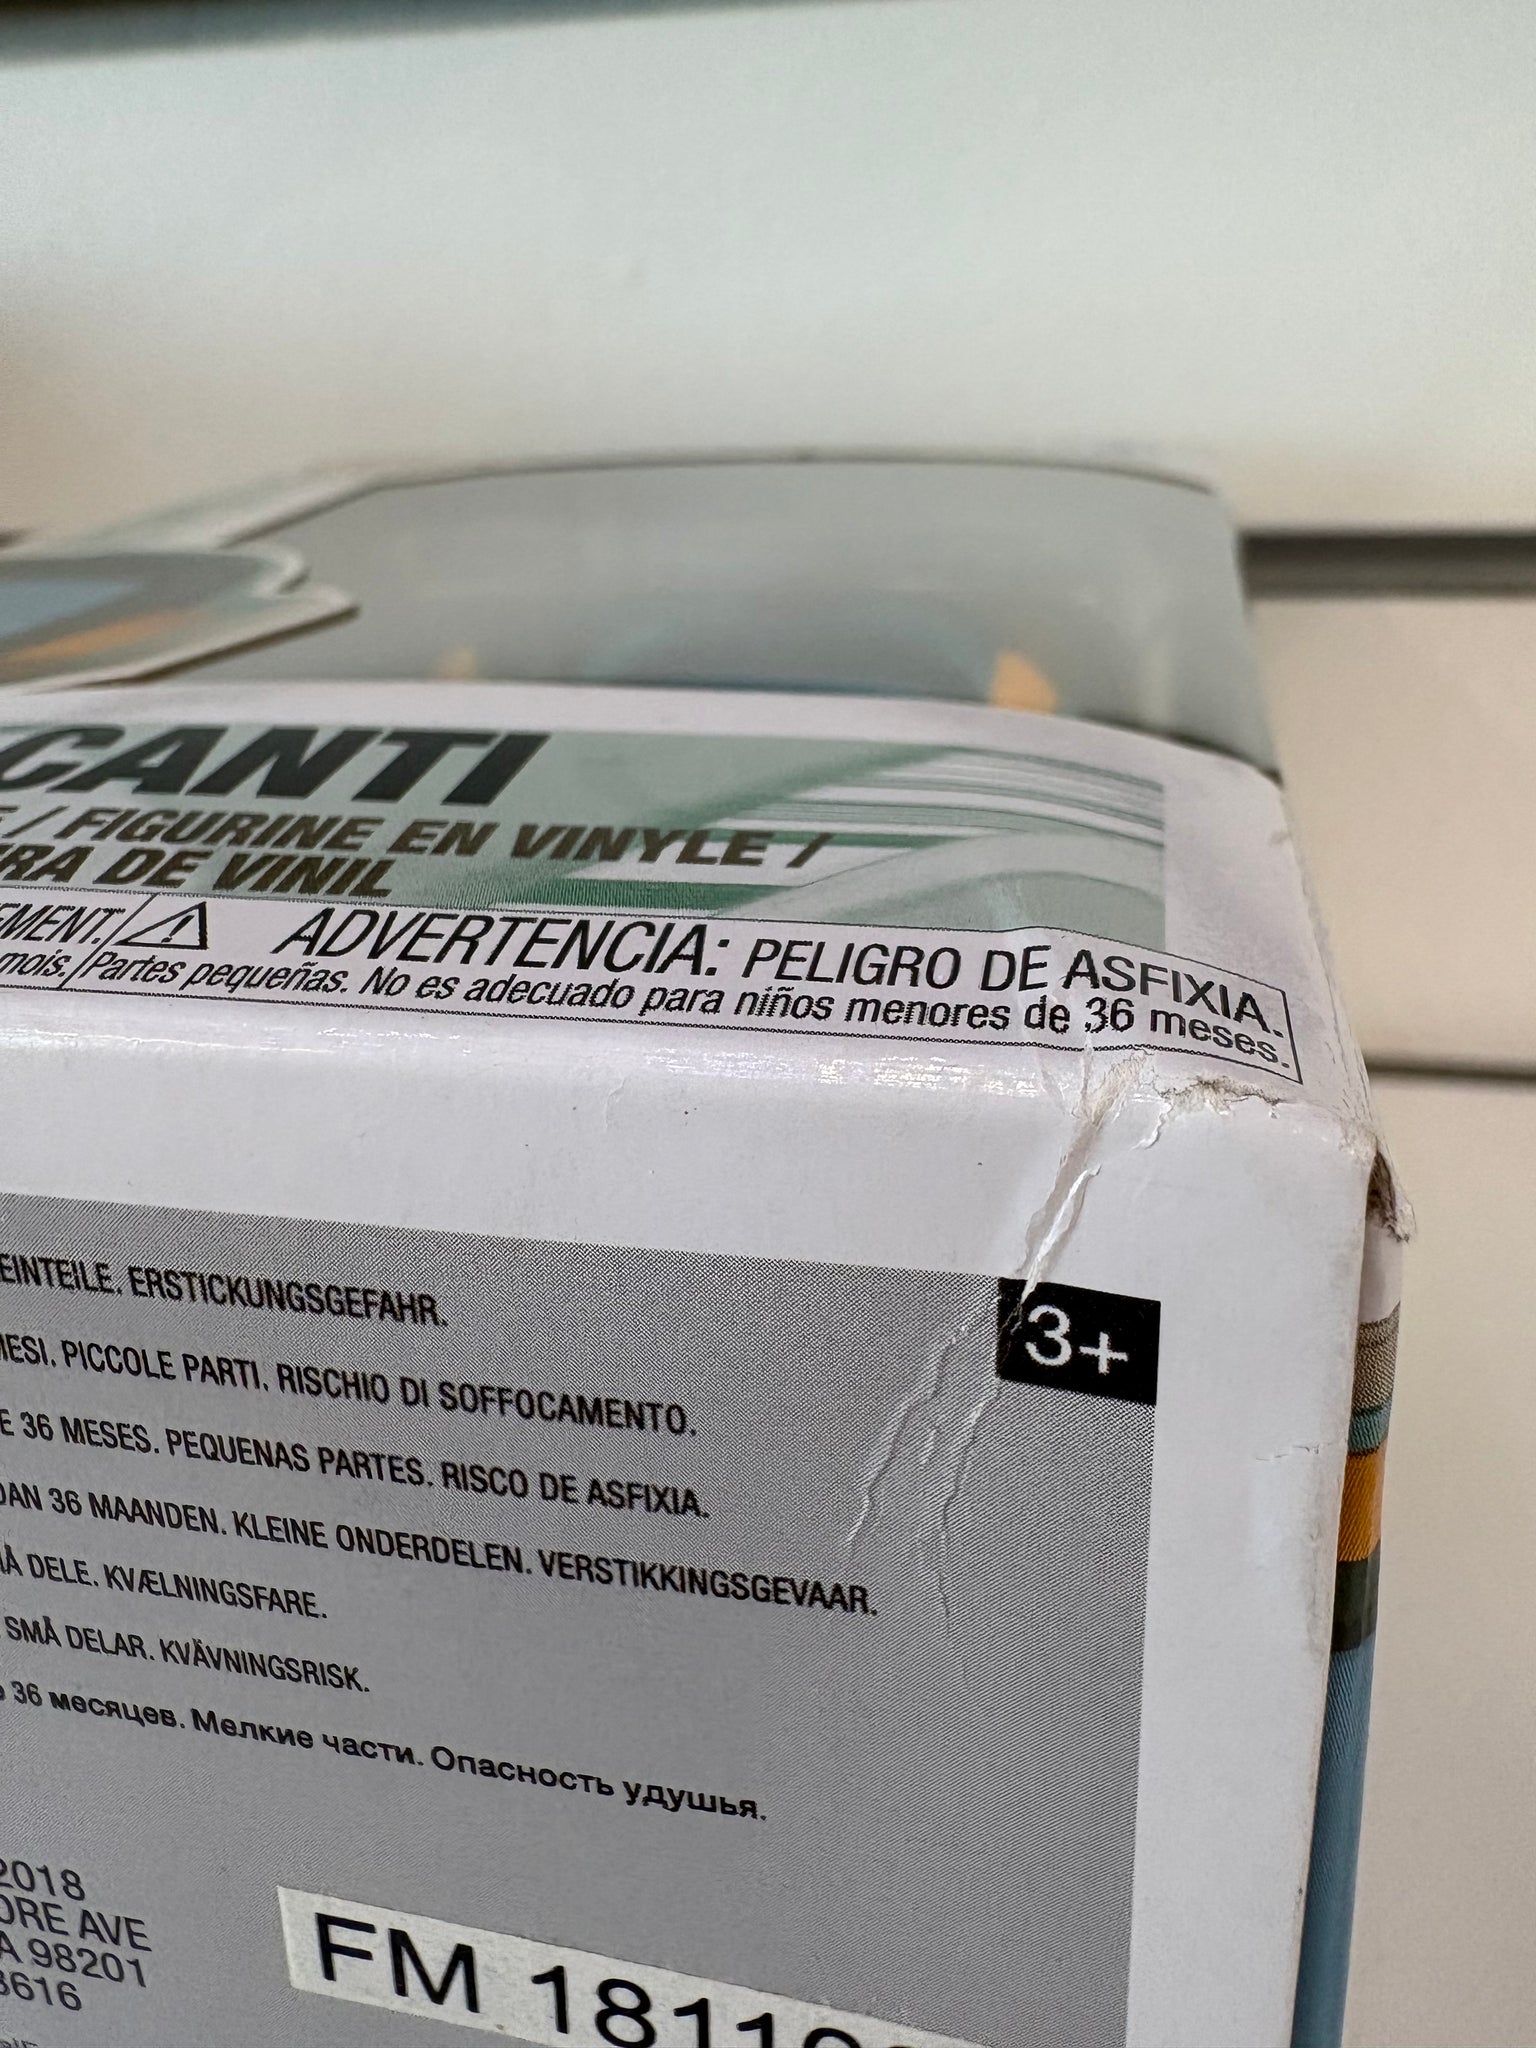 CANTI
/ FIGURINE EN VINYLE /
RA DE VINIL
EMENT. / ⚠ ADVERTENCIA: PELIGRO DE ASFIXIA.
mois. / Partes pequeñas. No es adecuado para niños menores de 36 meses.
3+
EINTEILE. ERSTICKUNGSGEFAHR.
MESI. PICCOLE PARTI. RISCHIO DI SOFFOCAMENTO.
E 36 MESES. PEQUENAS PARTES. RISCO DE ASFIXIA.
DAN 36 MAANDEN. KLEINE ONDERDELEN. VERSTIKKINGSGEVAAR.
Å DELE. KVÆLNINGSFARE.
SMÅ DELAR. KVÄVNINGSRISK.
36 месяцев. Мелкие части. Опасность удушья.
2018
ORE AVE
A 98201
3616
FM 18110